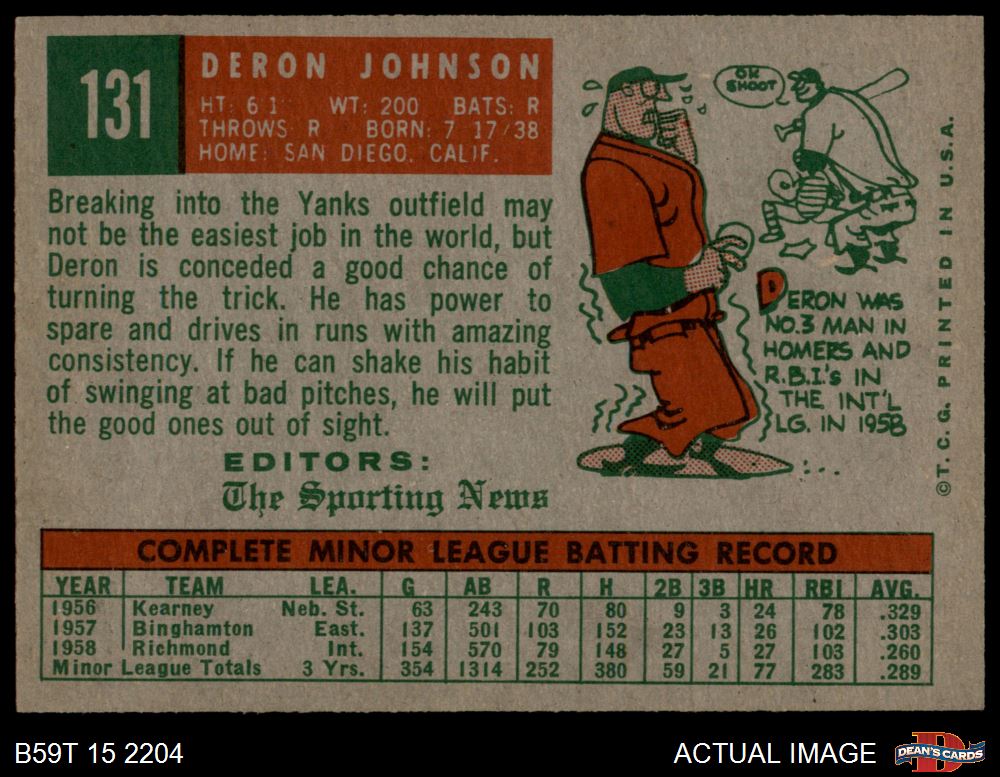 131
DERON JOHNSON
HT: 6 1" WT: 200 BATS: R
THROWS R BORN: 7 17/38
HOME: SAN DIEGO, CALIF.
Breaking into the Yanks outfield may
not be the easiest job in the world, but
Deron is conceded a good chance of
turning the trick. He has power to
spare and drives in runs with amazing
consistency. If he can shake his habit
of swinging at bad pitches, he will put
the good ones out of sight.
EDITORS:
The Sporting News
OK
SHOOT
DERON WAS
NO.3 MAN IN
HOMERS AND
R.B.I.'s IN
THE INT'L
LG. IN 1958
©T. C. G. PRINTED IN U.S.A.
COMPLETE MINOR LEAGUE BATTING RECORD
YEAR TEAM LEA. G AB R H 2B 3B HR RBI AVG.
1956 Kearney Neb. St. 63 243 70 80 9 3 24 78 .329
1957 Binghamton East. 137 501 103 152 23 13 26 102 .303
1958 Richmond Int. 154 570 79 148 27 5 27 103 .260
Minor League Totals 3 Yrs. 354 1314 252 380 59 21 77 283 .289
B59T 15 2204
ACTUAL IMAGE
D
DEAN'S CARDS